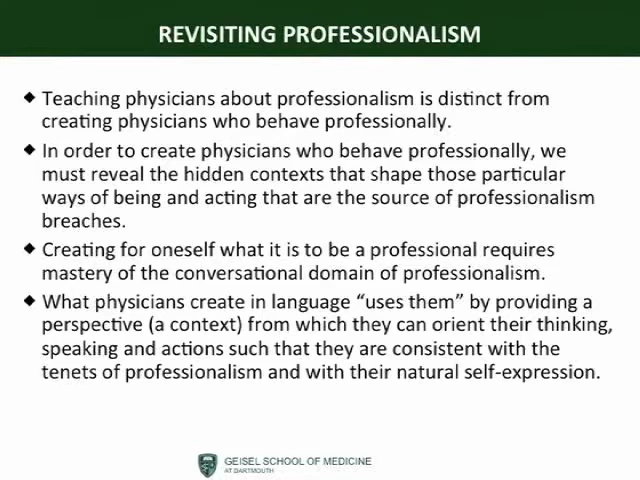 REVISITING PROFESSIONALISM
◆ Teaching physicians about professionalism is distinct from
creating physicians who behave professionally.
◆ In order to create physicians who behave professionally, we
must reveal the hidden contexts that shape those particular
ways of being and acting that are the source of professionalism
breaches.
◆ Creating for oneself what it is to be a professional requires
mastery of the conversational domain of professionalism.
◆ What physicians create in language “uses them” by providing a
perspective (a context) from which they can orient their thinking,
speaking and actions such that they are consistent with the
tenets of professionalism and with their natural self-expression.
GEISEL SCHOOL OF MEDICINE
AT DARTMOUTH